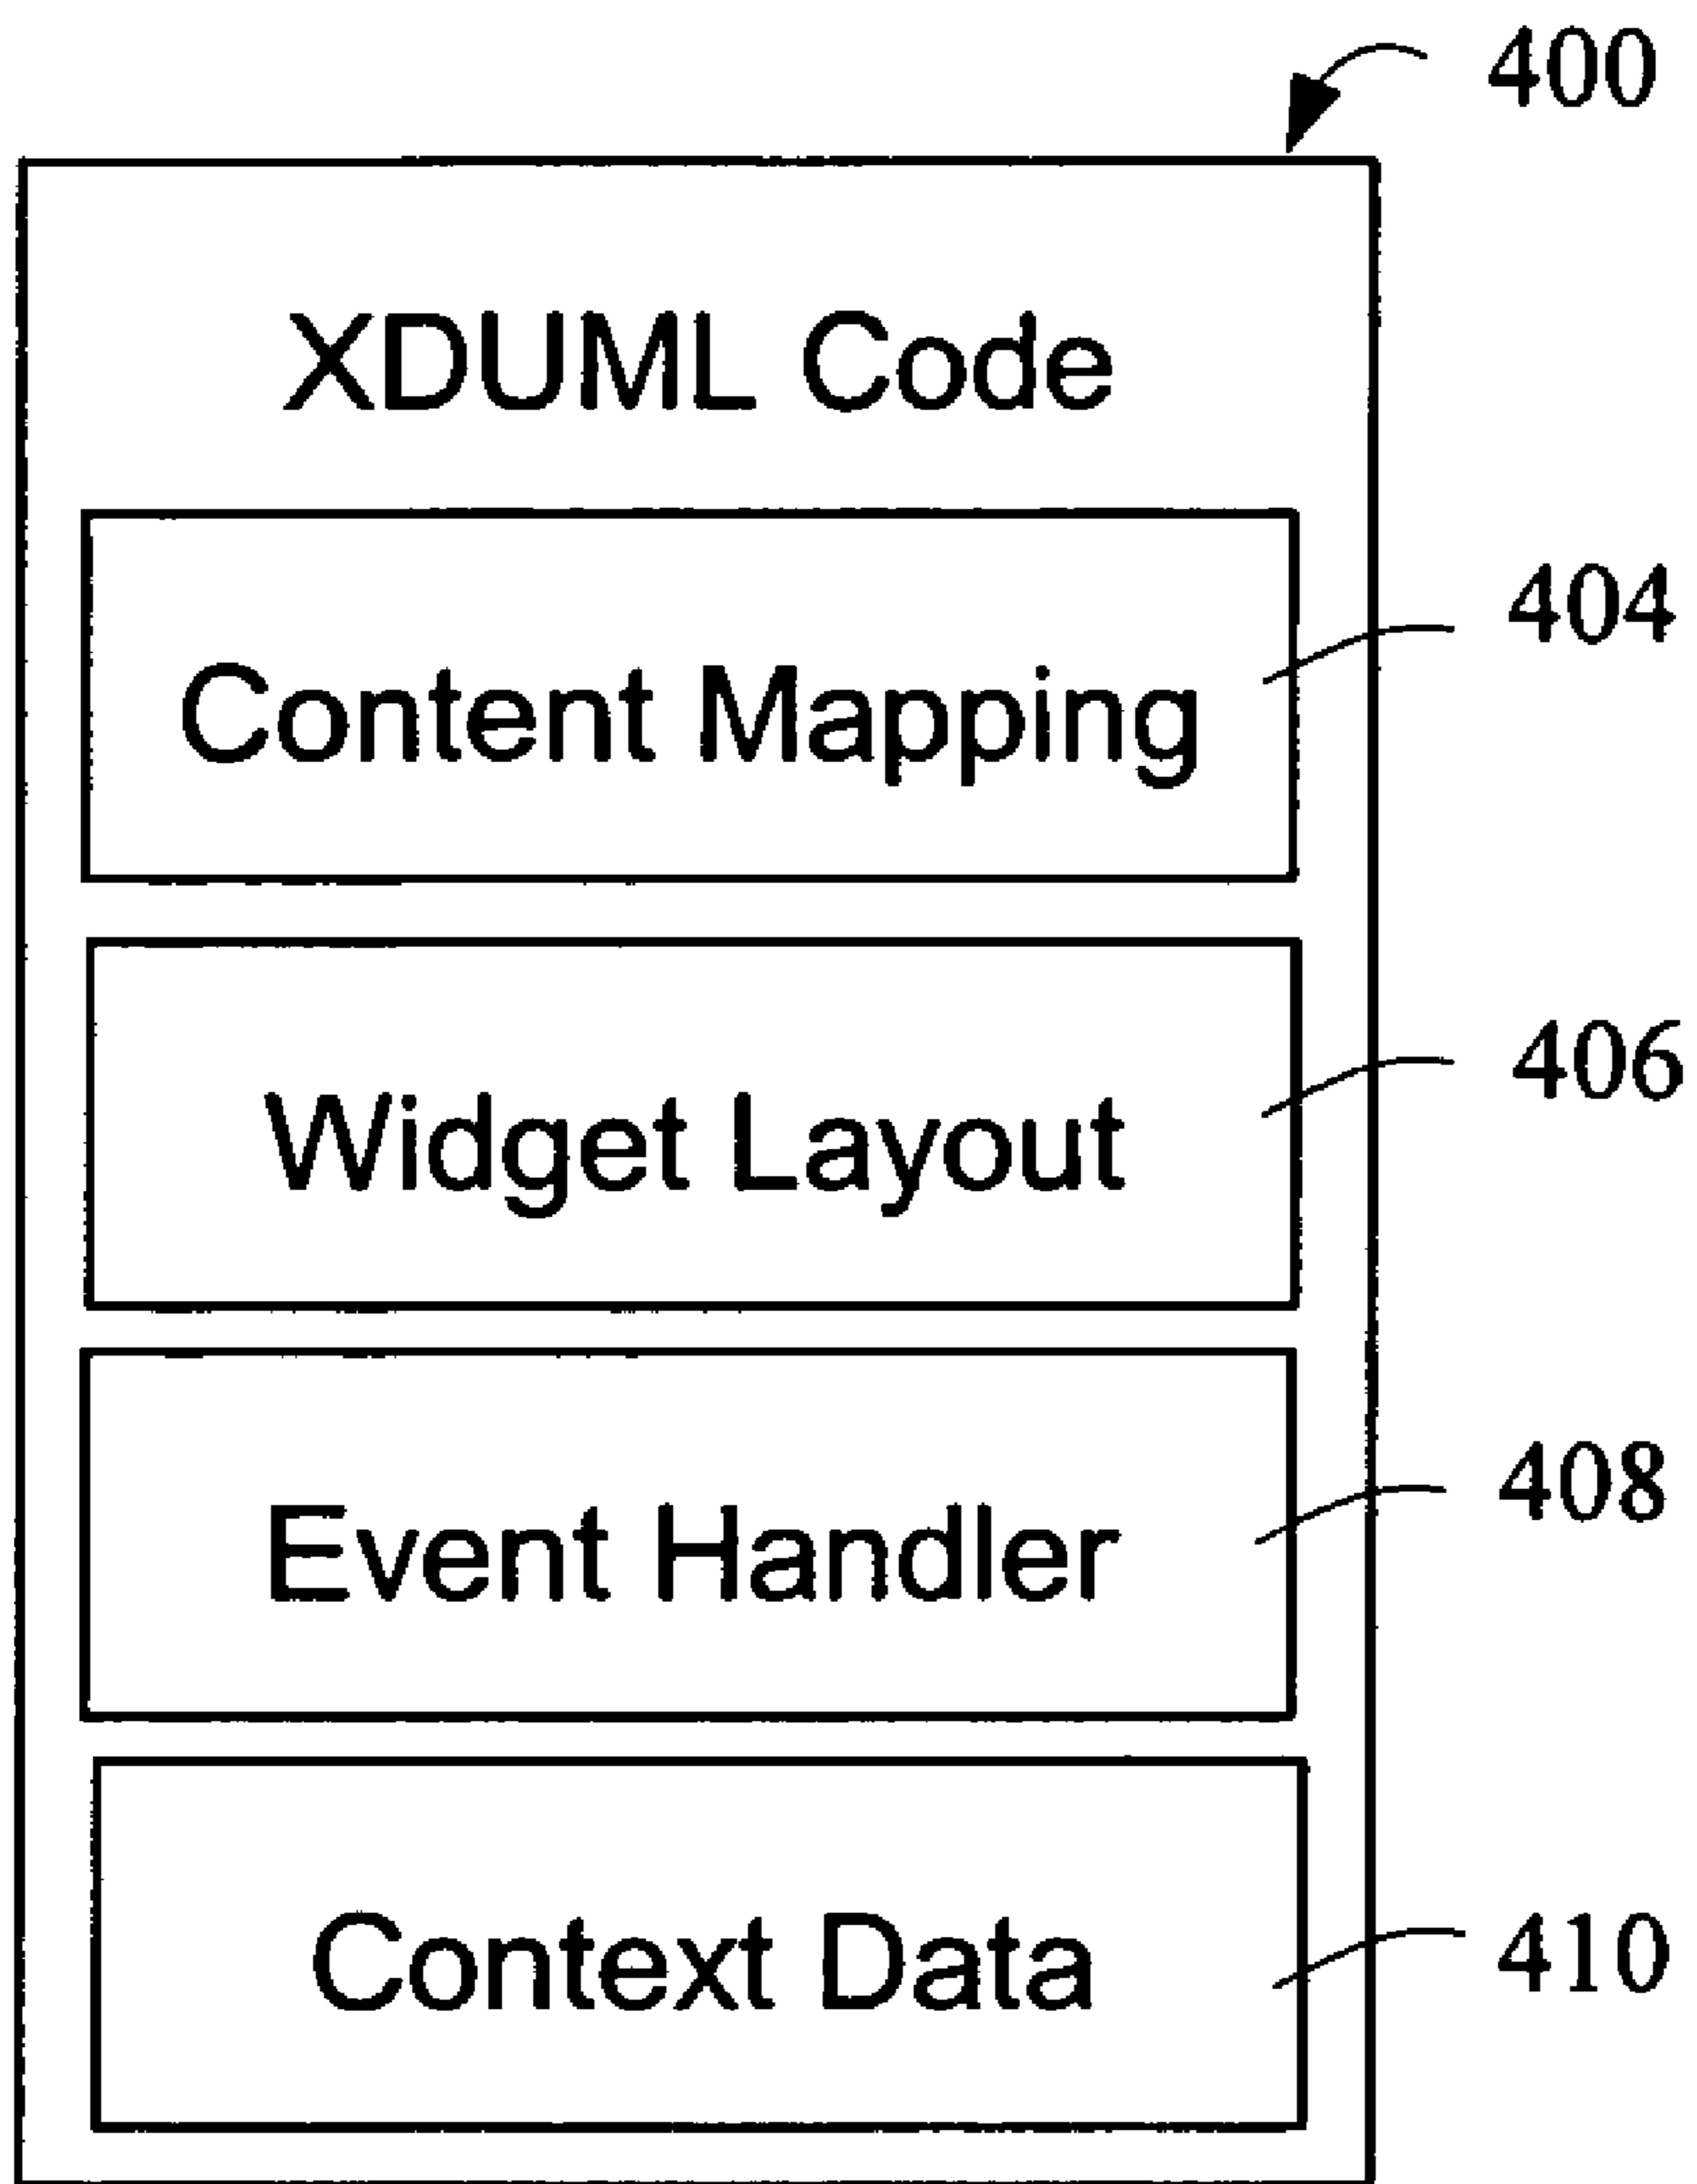 400
XDUML Code
404
Content Mapping
406
Widget Layout
408
Event Handler
410
Context Data